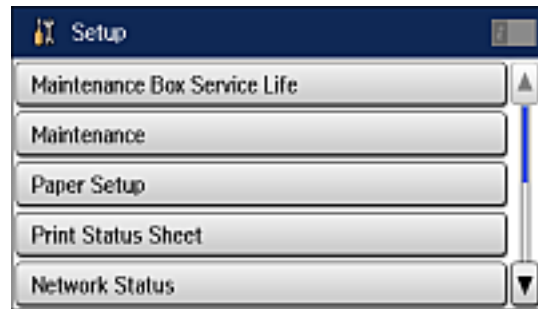 Setup
Maintenance Box Service Life
Maintenance
Paper Setup
Print Status Sheet
Network Status